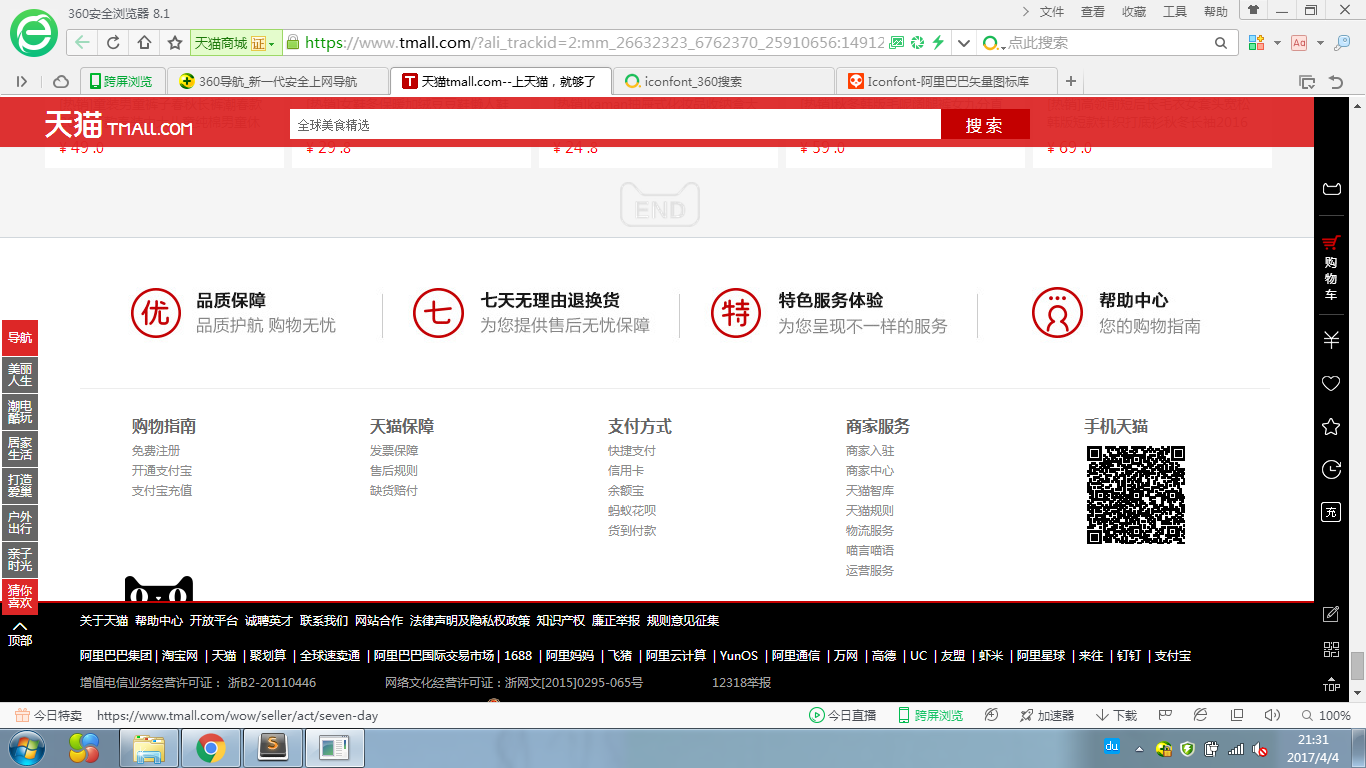 360安全浏览器 8.1
文件 查看 收藏 工具 帮助
天猫商城 证 https://www.tmall.com/?ali_trackid=2:mm_26632323_6762370_25910656:14912 点此搜索
跨屏浏览 360导航_新一代安全上网导航 天猫tmall.com--上天猫，就够了 iconfont_360搜索 Iconfont-阿里巴巴矢量图标库
天猫 TMALL.COM 全球美食精选 搜索
¥ 49 .0 ¥ 29 .8 ¥ 24 .8 ¥ 59 .0 ¥ 69 .0
END
购物车
优 品质保障 七 七天无理由退换货 特 特色服务体验 帮助中心
品质护航 购物无忧 为您提供售后无忧保障 为您呈现不一样的服务 您的购物指南
导航
美丽人生
潮电酷玩
居家生活
打造爱巢
户外出行
亲子时光
猜你喜欢
顶部
购物指南 天猫保障 支付方式 商家服务 手机天猫
免费注册 发票保障 快捷支付 商家入驻
开通支付宝 售后规则 信用卡 商家中心
支付宝充值 缺货赔付 余额宝 天猫智库
蚂蚁花呗 天猫规则
货到付款 物流服务
喵言喵语
运营服务
充
关于天猫 帮助中心 开放平台 诚聘英才 联系我们 网站合作 法律声明及隐私权政策 知识产权 廉正举报 规则意见征集
阿里巴巴集团 | 淘宝网 | 天猫 | 聚划算 | 全球速卖通 | 阿里巴巴国际交易市场 | 1688 | 阿里妈妈 | 飞猪 | 阿里云计算 | YunOS | 阿里通信 | 万网 | 高德 | UC | 友盟 | 虾米 | 阿里星球 | 来往 | 钉钉 | 支付宝
增值电信业务经营许可证： 浙B2-20110446 网络文化经营许可证：浙网文[2015]0295-065号 12318举报
TOP
今日特卖 https://www.tmall.com/wow/seller/act/seven-day 今日直播 跨屏浏览 加速器 下载 100%
du
21:31
2017/4/4